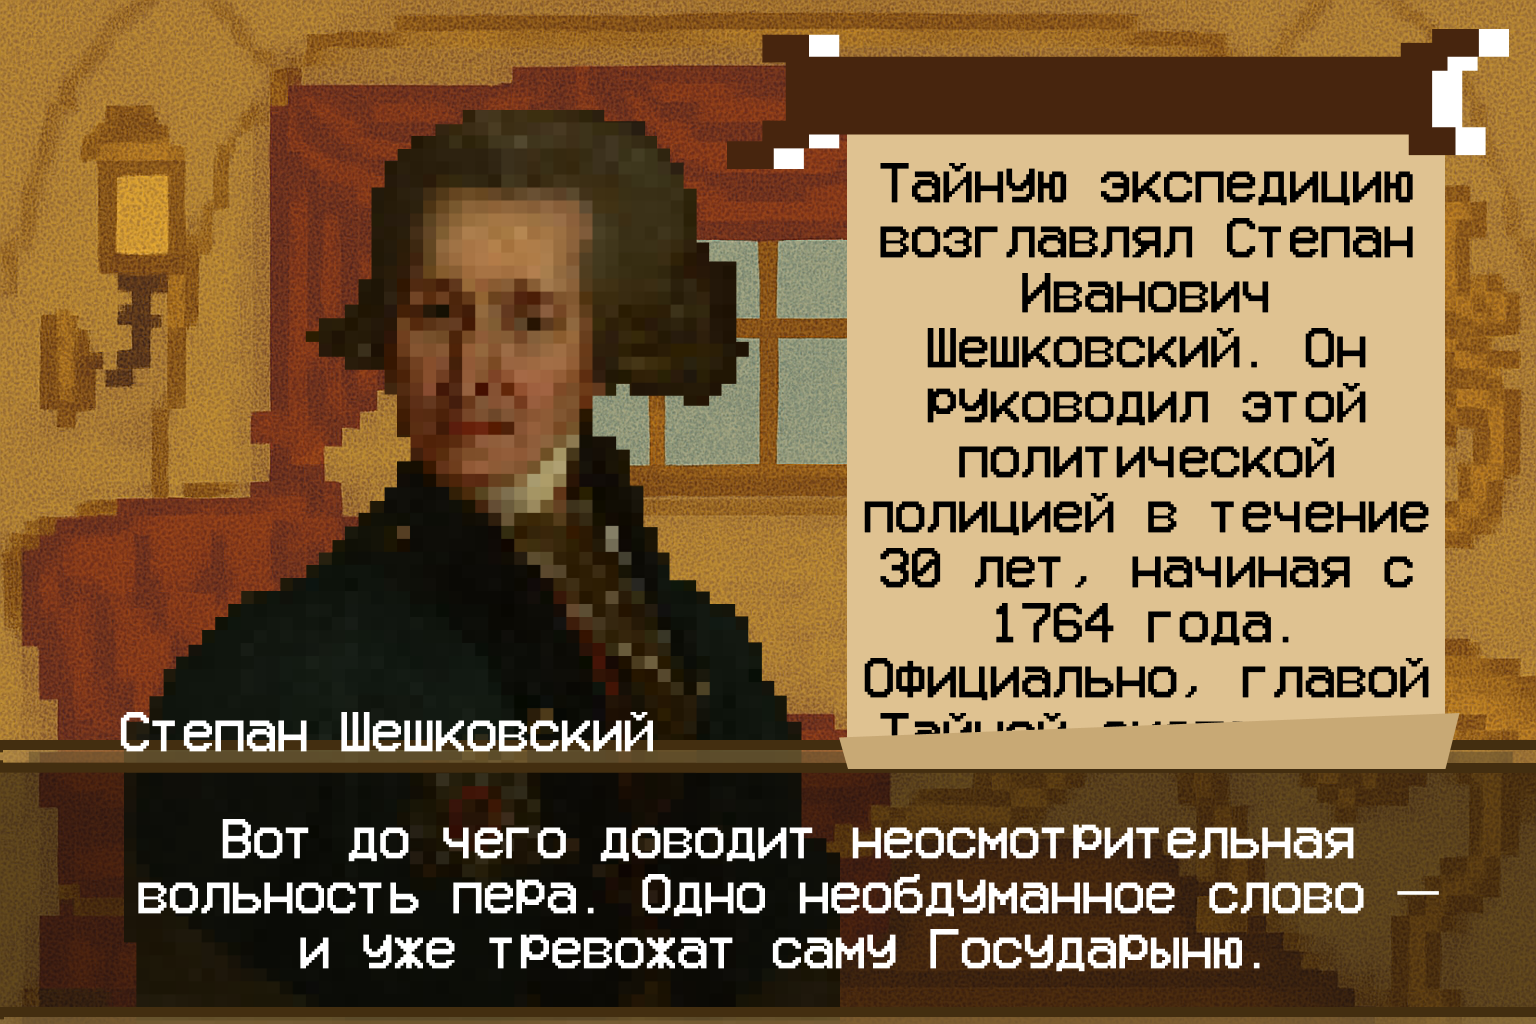 Тайную экспедицию
возглавлял Степан
Иванович
Шешковский. Он
руководил этой
политической
полицией в течение
30 лет, начиная с
1764 года.
Официально, главой
Тайной
Степан Шешковский
Вот до чего доводит неосмотрительная
вольность пера. Одно необдуманное слово —
и уже тревожат саму Государыню.